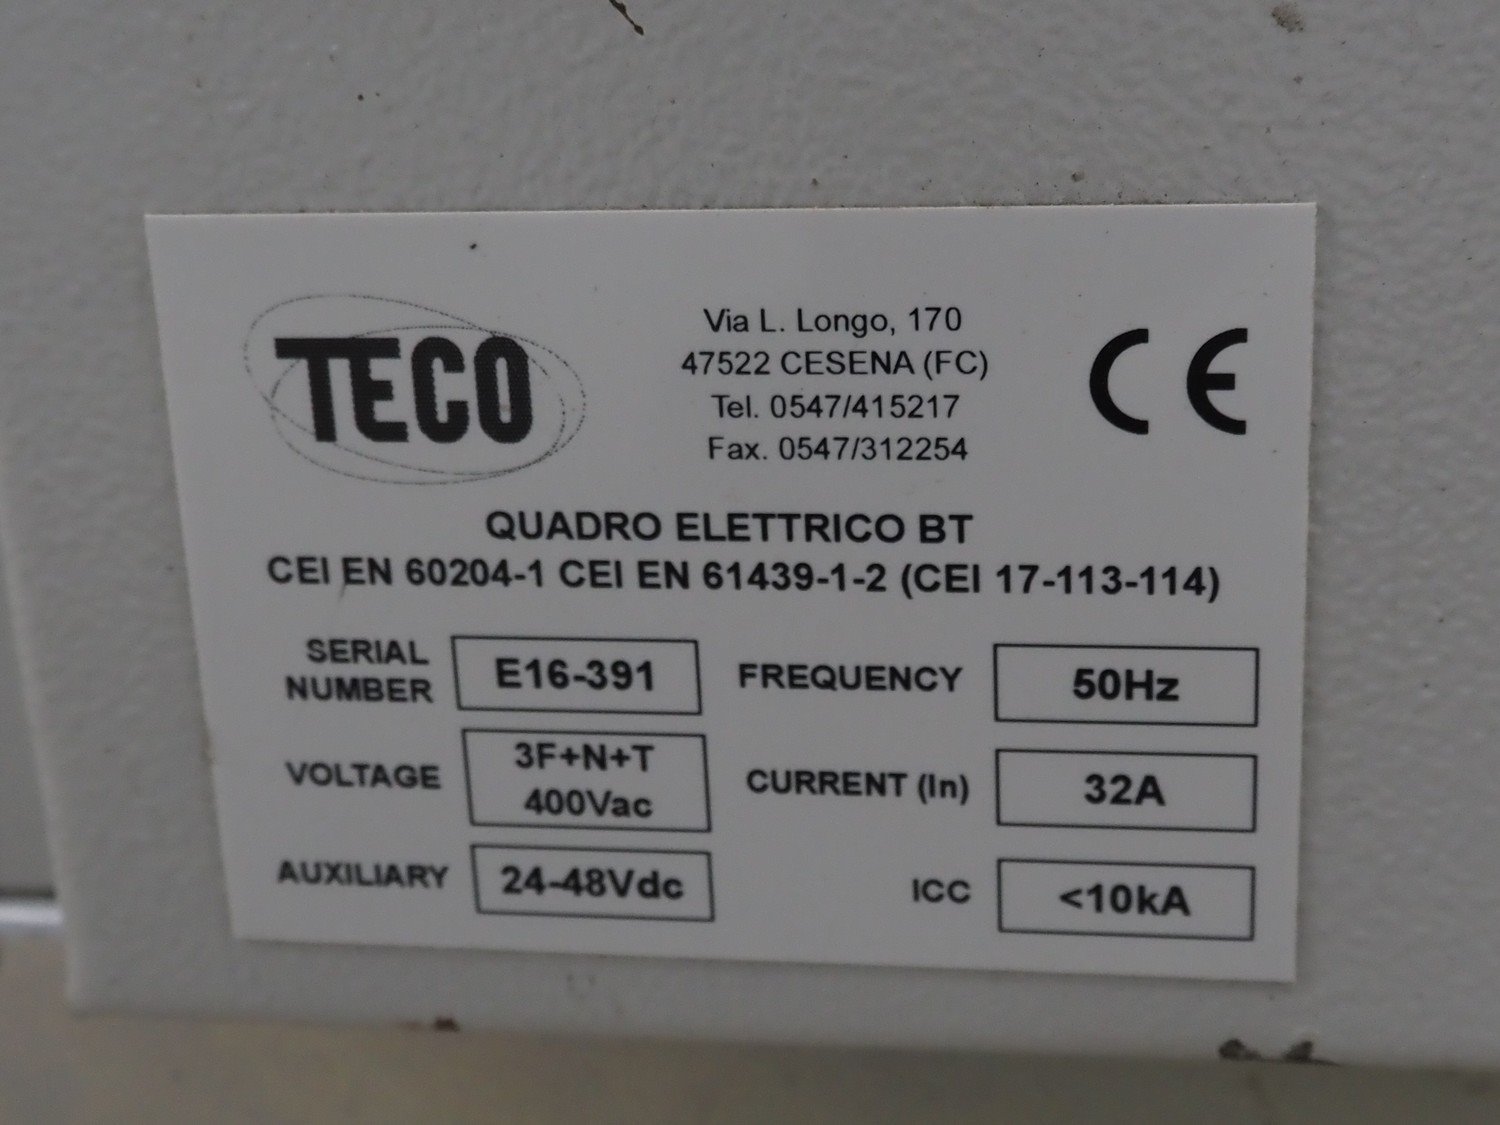 TECO
Via L. Longo, 170
47522 CESENA (FC)
Tel. 0547/415217
Fax. 0547/312254
CE
QUADRO ELETTRICO BT
CEI EN 60204-1 CEI EN 61439-1-2 (CEI 17-113-114)
SERIAL NUMBER
E16-391
FREQUENCY
50Hz
VOLTAGE
3F+N+T
400Vac
CURRENT (In)
32A
AUXILIARY
24-48Vdc
ICC
<10kA